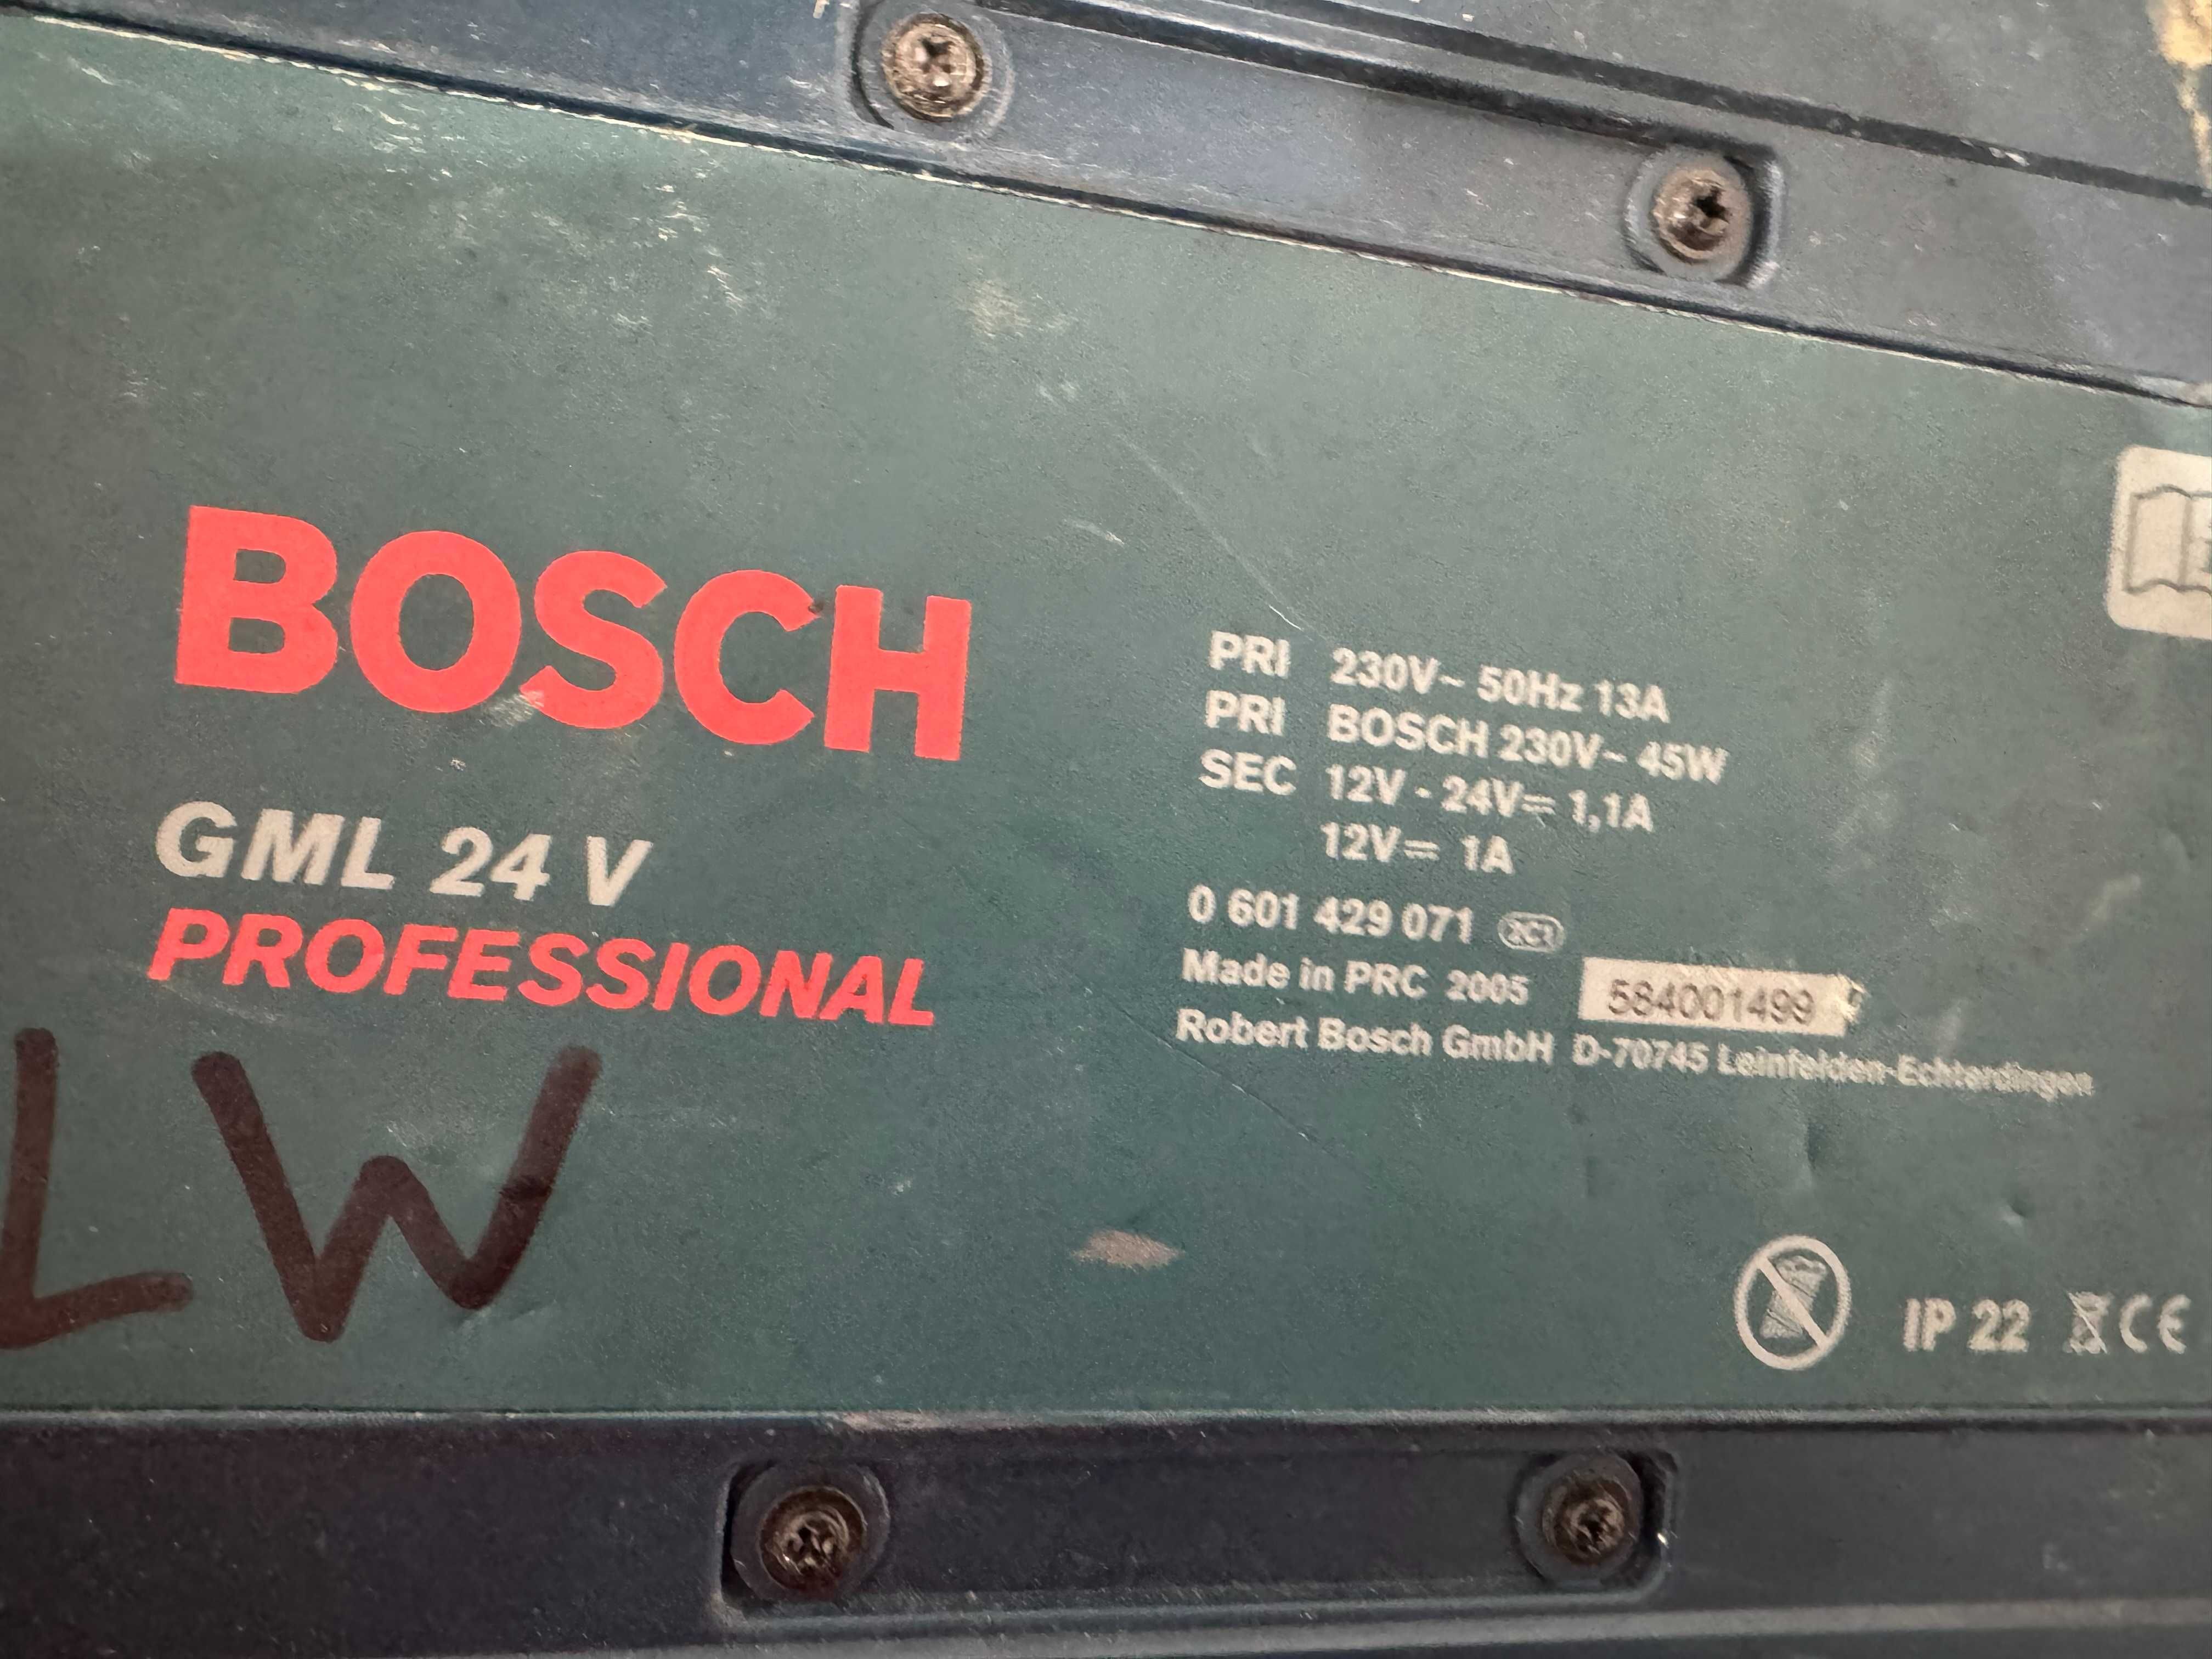 BOSCH
GML 24 V
PROFESSIONAL
LW
PRI 230V~ 50Hz 13A
PRI BOSCH 230V~ 45W
SEC 12V - 24V= 1,1A
12V= 1A
0 601 429 071
Made in PRC 2005 584001499
Robert Bosch GmbH D-70745 Leinfelden-Echterdingen
IP 22 CE